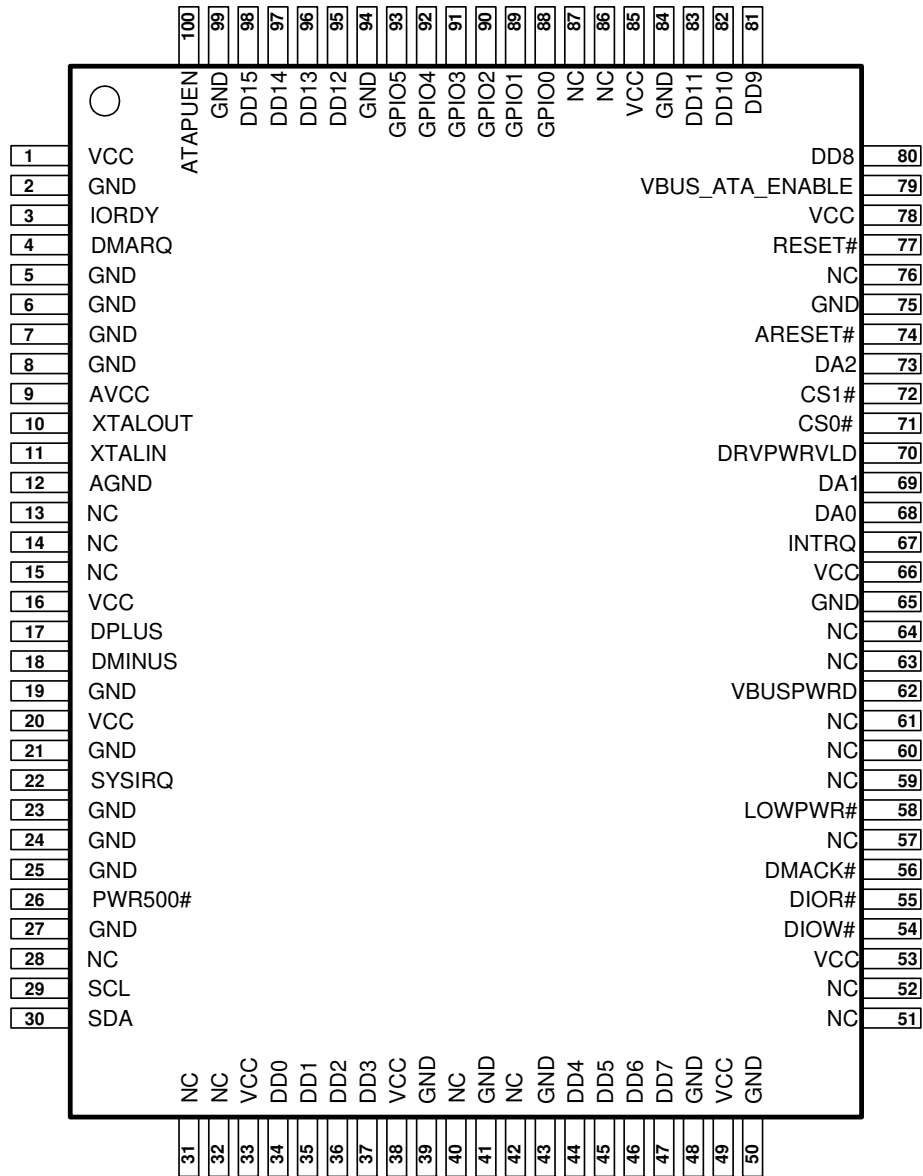 100 99 98 97 96 95 94 93 92 91 90 89 88 87 86 85 84 83 82 81
ATAPUEN GND DD15 DD14 DD13 DD12 GND GPIO5 GPIO4 GPIO3 GPIO2 GPIO1 GPIO0 NC NC VCC GND DD11 DD10 DD9
1 VCC DD8 80
2 GND VBUS_ATA_ENABLE 79
3 IORDY VCC 78
4 DMARQ RESET# 77
5 GND NC 76
6 GND GND 75
7 GND ARESET# 74
8 GND DA2 73
9 AVCC CS1# 72
10 XTALOUT CS0# 71
11 XTALIN DRVPWRVLD 70
12 AGND DA1 69
13 NC DA0 68
14 NC INTRQ 67
15 NC VCC 66
16 VCC GND 65
17 DPLUS NC 64
18 DMINUS NC 63
19 GND VBUSPWRD 62
20 VCC NC 61
21 GND NC 60
22 SYSIRQ NC 59
23 GND LOWPWR# 58
24 GND NC 57
25 GND DMACK# 56
26 PWR500# DIOR# 55
27 GND DIOW# 54
28 NC VCC 53
29 SCL NC 52
30 SDA NC 51
NC NC VCC DD0 DD1 DD2 DD3 VCC GND NC GND NC GND DD4 DD5 DD6 DD7 GND VCC GND
31 32 33 34 35 36 37 38 39 40 41 42 43 44 45 46 47 48 49 50